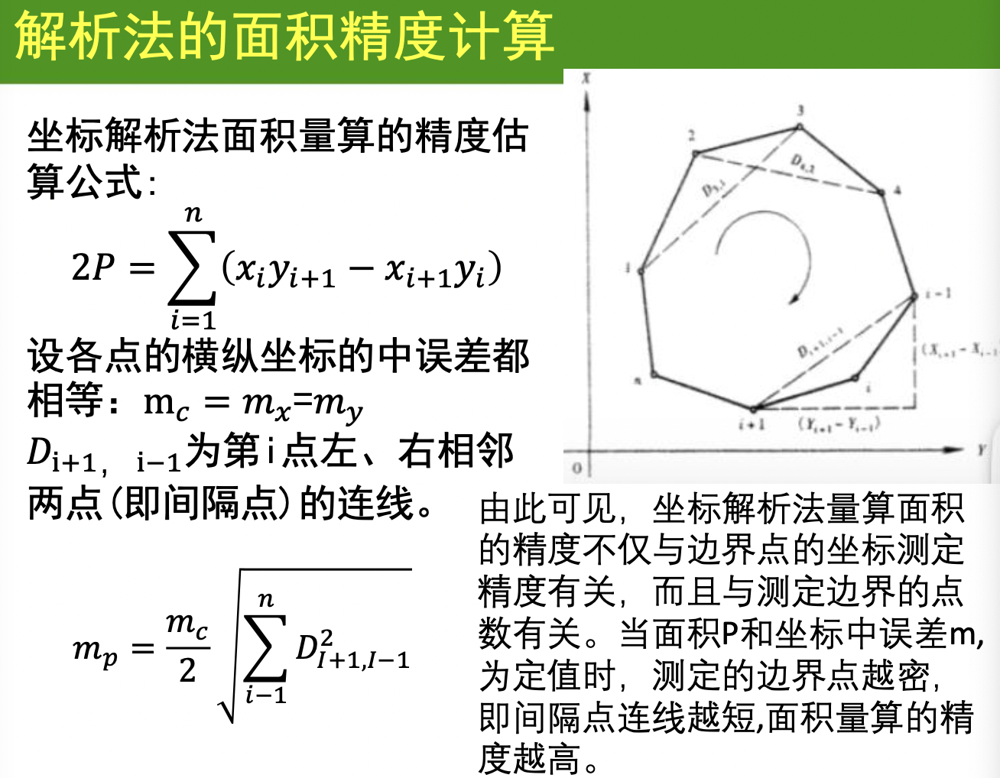 解析法的面积精度计算
坐标解析法面积量算的精度估
算公式:
2P = \sum_{i=1}^{n} (x_i y_{i+1} − x_{i+1} y_i)
设各点的横纵坐标的中误差都
相等：m_c = m_x=m_y
D_{i+1, i−1}为第i点左、右相邻
两点(即间隔点)的连线。
m_p = \frac{m_c}{2} \sqrt{\sum_{i−1}^{n} D_{I+1,I−1}^2}
X
3
2
D_{4,2}
4
D_{3,1}
1
i-1
D_{i+1,i-1}
(X_{i+1} - X_{i-1}
n
i
i+1
(Y_{i+1} - Y_{i-1})
O
Y
由此可见，坐标解析法量算面积
的精度不仅与边界点的坐标测定
精度有关，而且与测定边界的点
数有关。当面积P和坐标中误差m,
为定值时，测定的边界点越密，
即间隔点连线越短,面积量算的精
度越高。